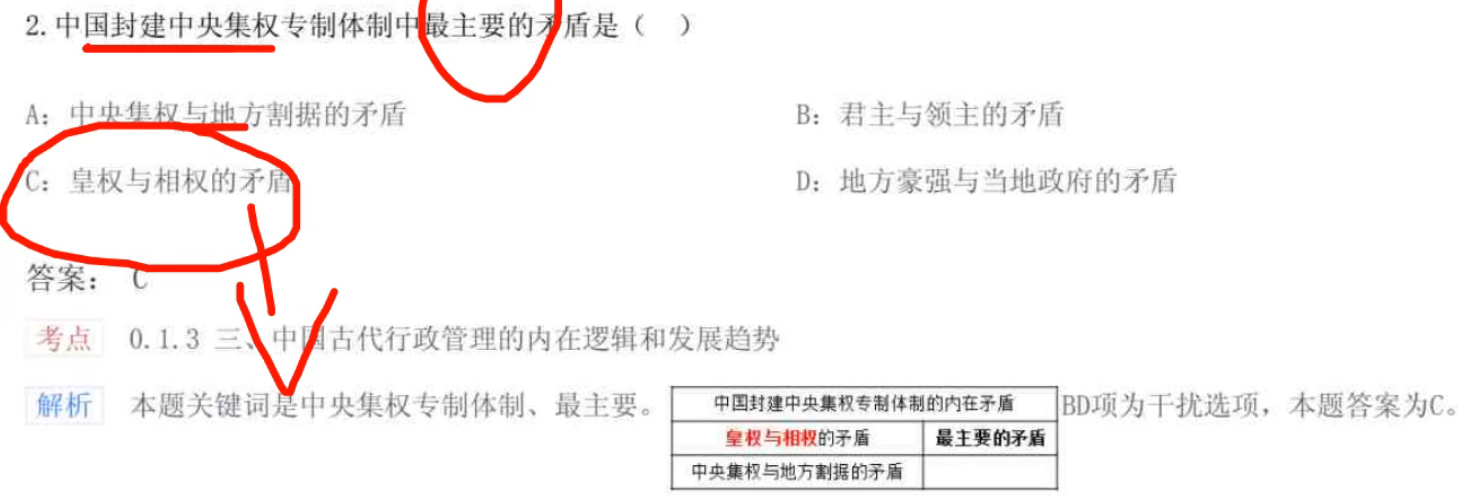 2.中国封建中央集权专制体制中最主要的矛盾是（ ）
A：中央集权与地方割据的矛盾 B：君主与领主的矛盾
C：皇权与相权的矛盾 D：地方豪强与当地政府的矛盾
答案： C
考点 0.1.3 三、中国古代行政管理的内在逻辑和发展趋势
解析 本题关键词是中央集权专制体制、最主要。 中国封建中央集权专制体制的内在矛盾 BD项为干扰选项，本题答案为C。
皇权与相权的矛盾 最主要的矛盾
中央集权与地方割据的矛盾